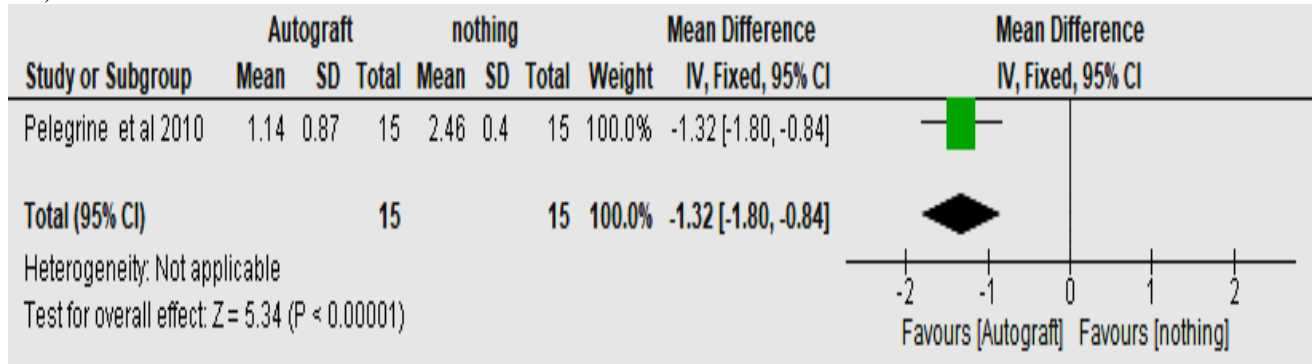 Autograft nothing Mean Difference Mean Difference
Study or Subgroup Mean SD Total Mean SD Total Weight IV, Fixed, 95% CI IV, Fixed, 95% CI
Pelegrine et al 2010 1.14 0.87 15 2.46 0.4 15 100.0% -1.32 [-1.80, -0.84]
Total (95% CI) 15 15 100.0% -1.32 [-1.80, -0.84]
Heterogeneity: Not applicable
Test for overall effect: Z = 5.34 (P < 0.00001)
-2 -1 0 1 2
Favours [Autograft] Favours [nothing]